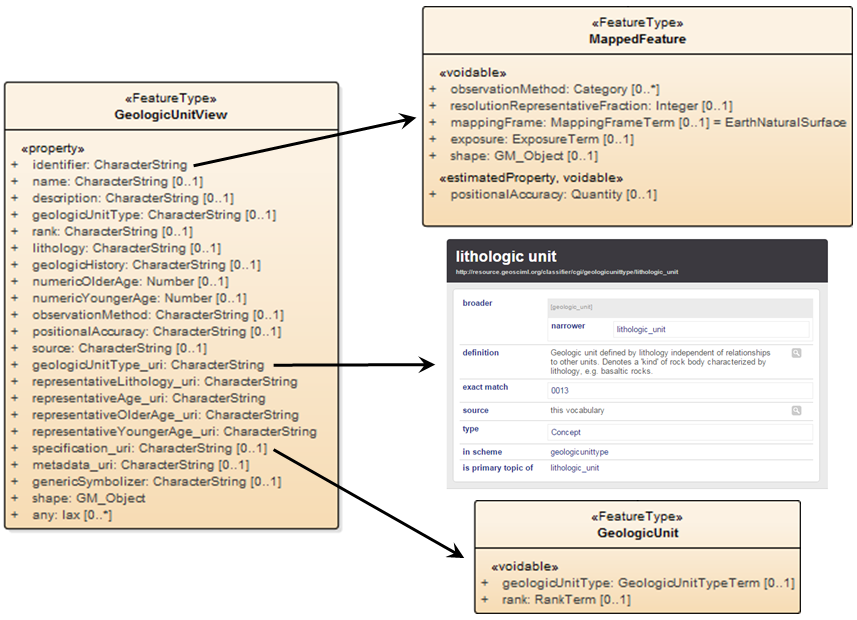 «FeatureType»
GeologicUnitView
«property»
+ identifier: CharacterString
+ name: CharacterString [0..1]
+ description: CharacterString [0..1]
+ geologicUnitType: CharacterString [0..1]
+ rank: CharacterString [0..1]
+ lithology: CharacterString [0..1]
+ geologicHistory: CharacterString [0..1]
+ numericOlderAge: Number [0..1]
+ numericYoungerAge: Number [0..1]
+ observationMethod: CharacterString [0..1]
+ positionalAccuracy: CharacterString [0..1]
+ source: CharacterString [0..1]
+ geologicUnitType_uri: CharacterString
+ representativeLithology_uri: CharacterString
+ representativeAge_uri: CharacterString
+ representativeOlderAge_uri: CharacterString
+ representativeYoungerAge_uri: CharacterString
+ specification_uri: CharacterString [0..1]
+ metadata_uri: CharacterString [0..1]
+ genericSymbolizer: CharacterString [0..1]
+ shape: GM_Object
+ any: lax [0..*]
«FeatureType»
MappedFeature
«voidable»
+ observationMethod: Category [0..*]
+ resolutionRepresentativeFraction: Integer [0..1]
+ mappingFrame: MappingFrameTerm [0..1] = EarthNaturalSurface
+ exposure: ExposureTerm [0..1]
+ shape: GM_Object [0..1]
«estimatedProperty, voidable»
+ positionalAccuracy: Quantity [0..1]
lithologic unit
http://resource.geosciml.org/classifier/cgi/geologicunittype/lithologic_unit
broader [geologic_unit]
narrower lithologic_unit
definition Geologic unit defined by lithology independent of relationships
to other units. Denotes a 'kind' of rock body characterized by
lithology, e.g. basaltic rocks.
exact match 0013
source this vocabulary
type Concept
in scheme geologicunittype
is primary topic of lithologic_unit
«FeatureType»
GeologicUnit
«voidable»
+ geologicUnitType: GeologicUnitTypeTerm [0..1]
+ rank: RankTerm [0..1]